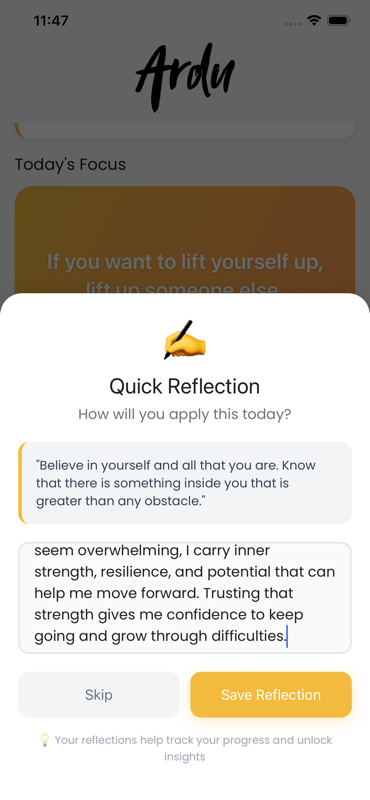 11:47
Ardu
Today's Focus
If you want to lift yourself up,
lift up someone else
Quick Reflection
How will you apply this today?
"Believe in yourself and all that you are. Know
that there is something inside you that is
greater than any obstacle."
seem overwhelming, I carry inner
strength, resilience, and potential that can
help me move forward. Trusting that
strength gives me confidence to keep
going and grow through difficulties.
Skip
Save Reflection
💡 Your reflections help track your progress and unlock
insights